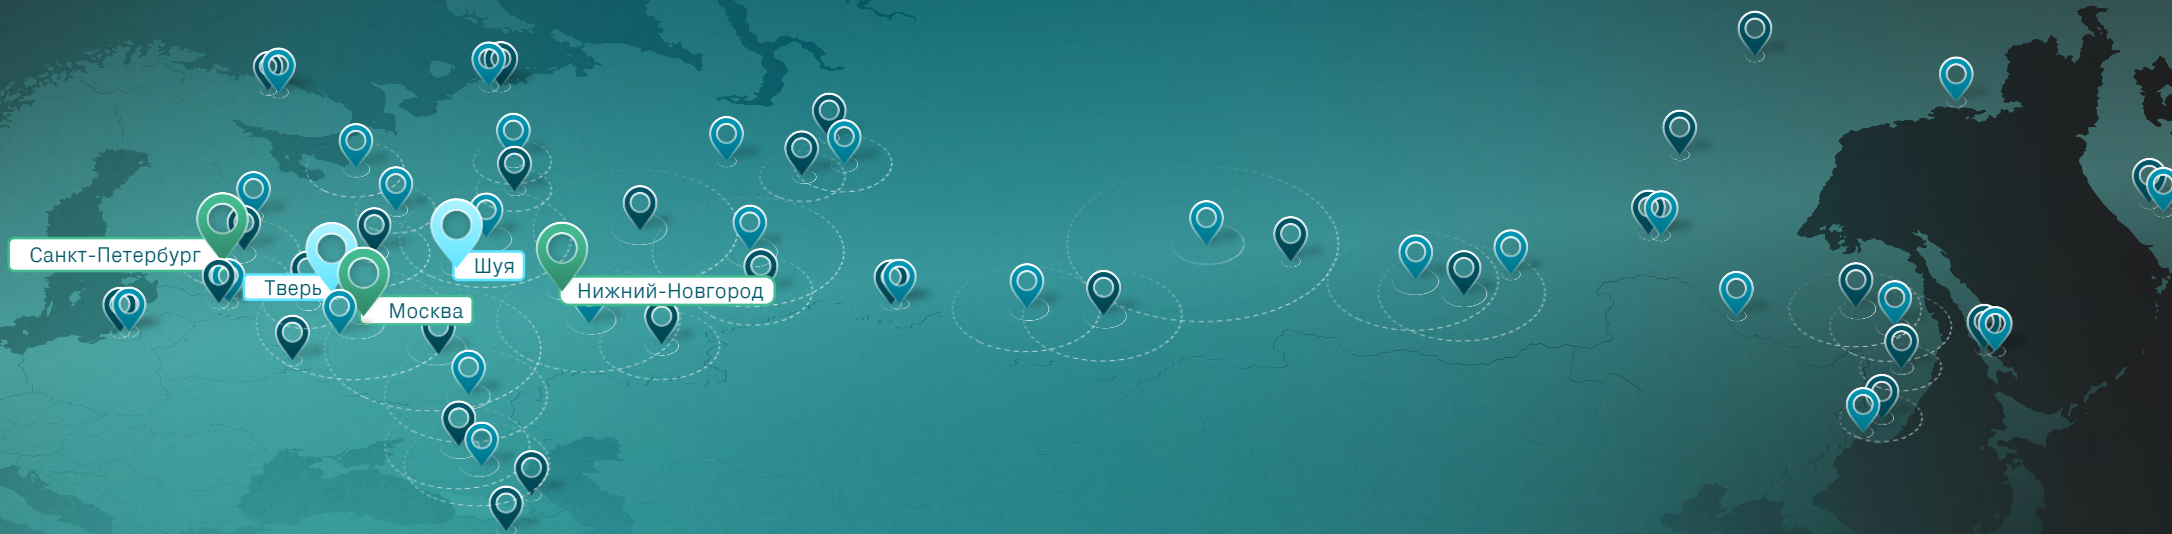 Санкт-Петербург
Тверь
Москва
Шуя
Нижний-Новгород